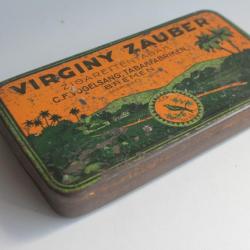 VIRGINY ZAUBER
ZIGARETTENTABAK
C.F. VOGELSANG, TABAKFABRIKEN,
BREMEN